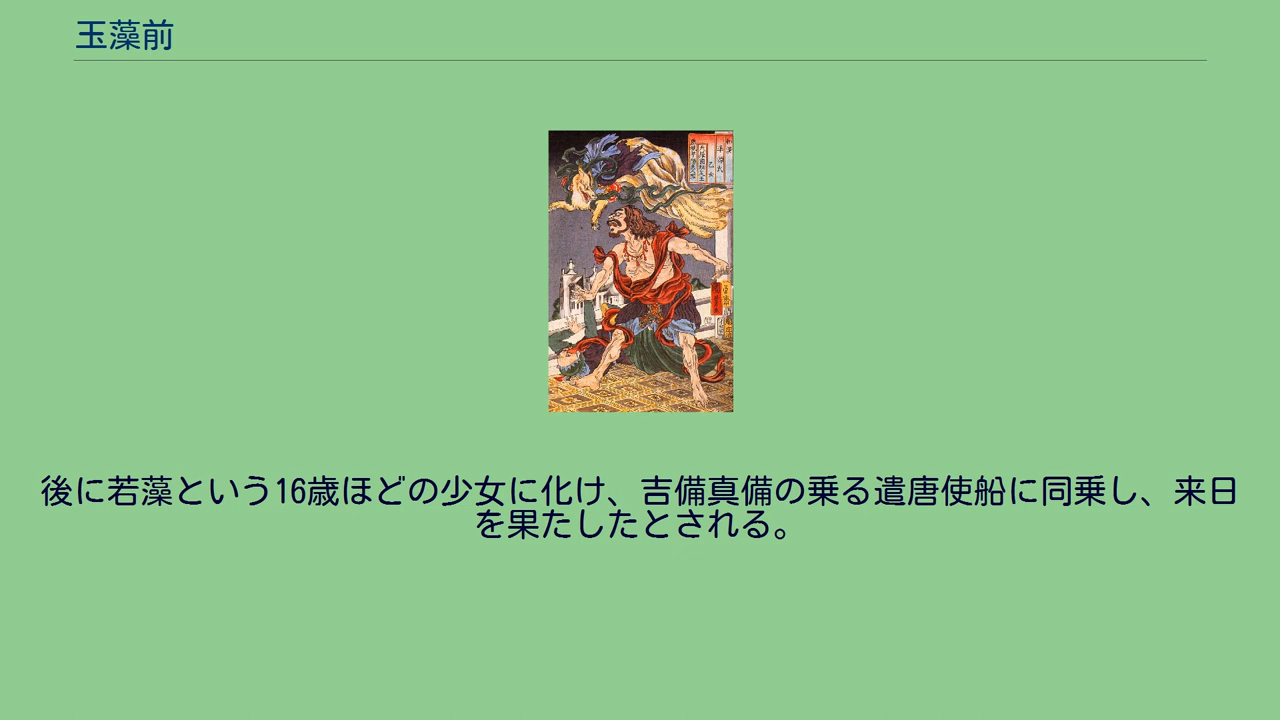 玉藻前
後に若藻という16歳ほどの少女に化け、吉備真備の乗る遣唐使船に同乗し、来日
を果たしたとされる。